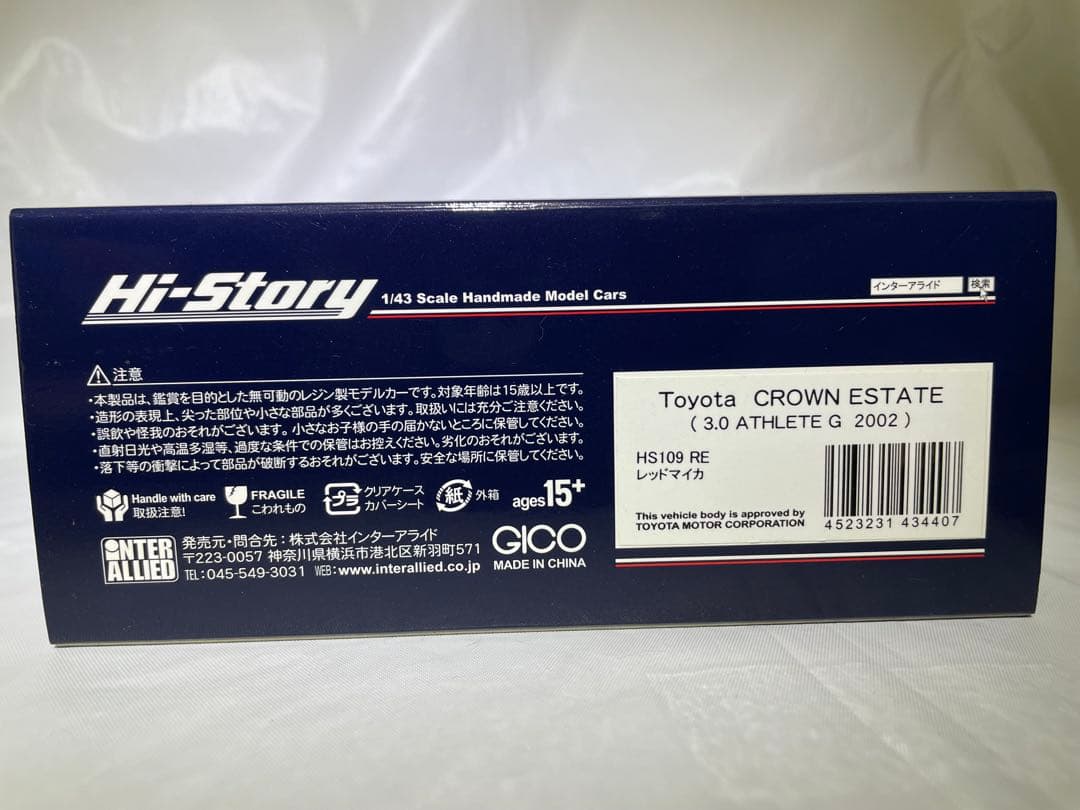 Hi-Story 1/43 Scale Handmade Model Cars
インターアライド 検索
注意
・本製品は、鑑賞を目的とした無可動のレジン製モデルカーです。対象年齢は15歳以上です。
・造形の表現上、尖った部位や小さな部品が多くございます。取扱いには充分ご注意ください。
・誤飲や怪我のおそれがございます。小さなお子様の手の届かないところに保管してください。
・直射日光や高温多湿等、過度な条件での保管はお控えください。劣化のおそれがございます。
・落下等の衝撃によって部品が破断するおそれがございます。安全な場所に保管してください。
Handle with care
取扱注意!
FRAGILE
こわれもの
プラ
クリアケース
カバーシート
紙 外箱
ages15+
INTER
ALLIED
発売元・問合先:株式会社インターアライド
〒223-0057 神奈川県横浜市港北区新羽町571
TEL:045-549-3031 WEB:www.interallied.co.jp
GICO
MADE IN CHINA
Toyota CROWN ESTATE
( 3.0 ATHLETE G 2002 )
HS109 RE
レッドマイカ
This vehicle body is approved by
TOYOTA MOTOR CORPORATION
4523231 434407